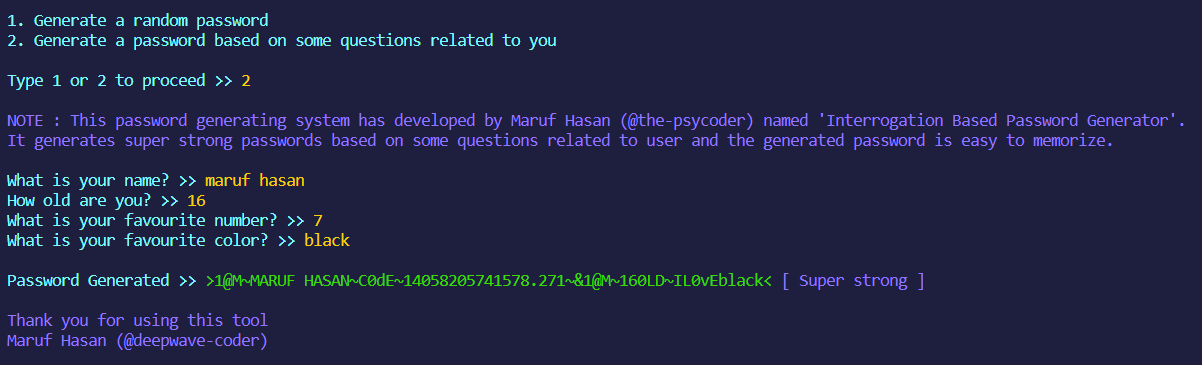 1. Generate a random password
2. Generate a password based on some questions related to you
Type 1 or 2 to proceed >> 2
NOTE : This password generating system has developed by Maruf Hasan (@the-psycoder) named 'Interrogation Based Password Generator'.
It generates super strong passwords based on some questions related to user and the generated password is easy to memorize.
What is your name? >> maruf hasan
How old are you? >> 16
What is your favourite number? >> 7
What is your favourite color? >> black
Password Generated >> >1@M~MARUF HASAN~C0dE~14058205741578.271~&1@M~160LD~IL0vEblack< [ Super strong ]
Thank you for using this tool
Maruf Hasan (@deepwave-coder)